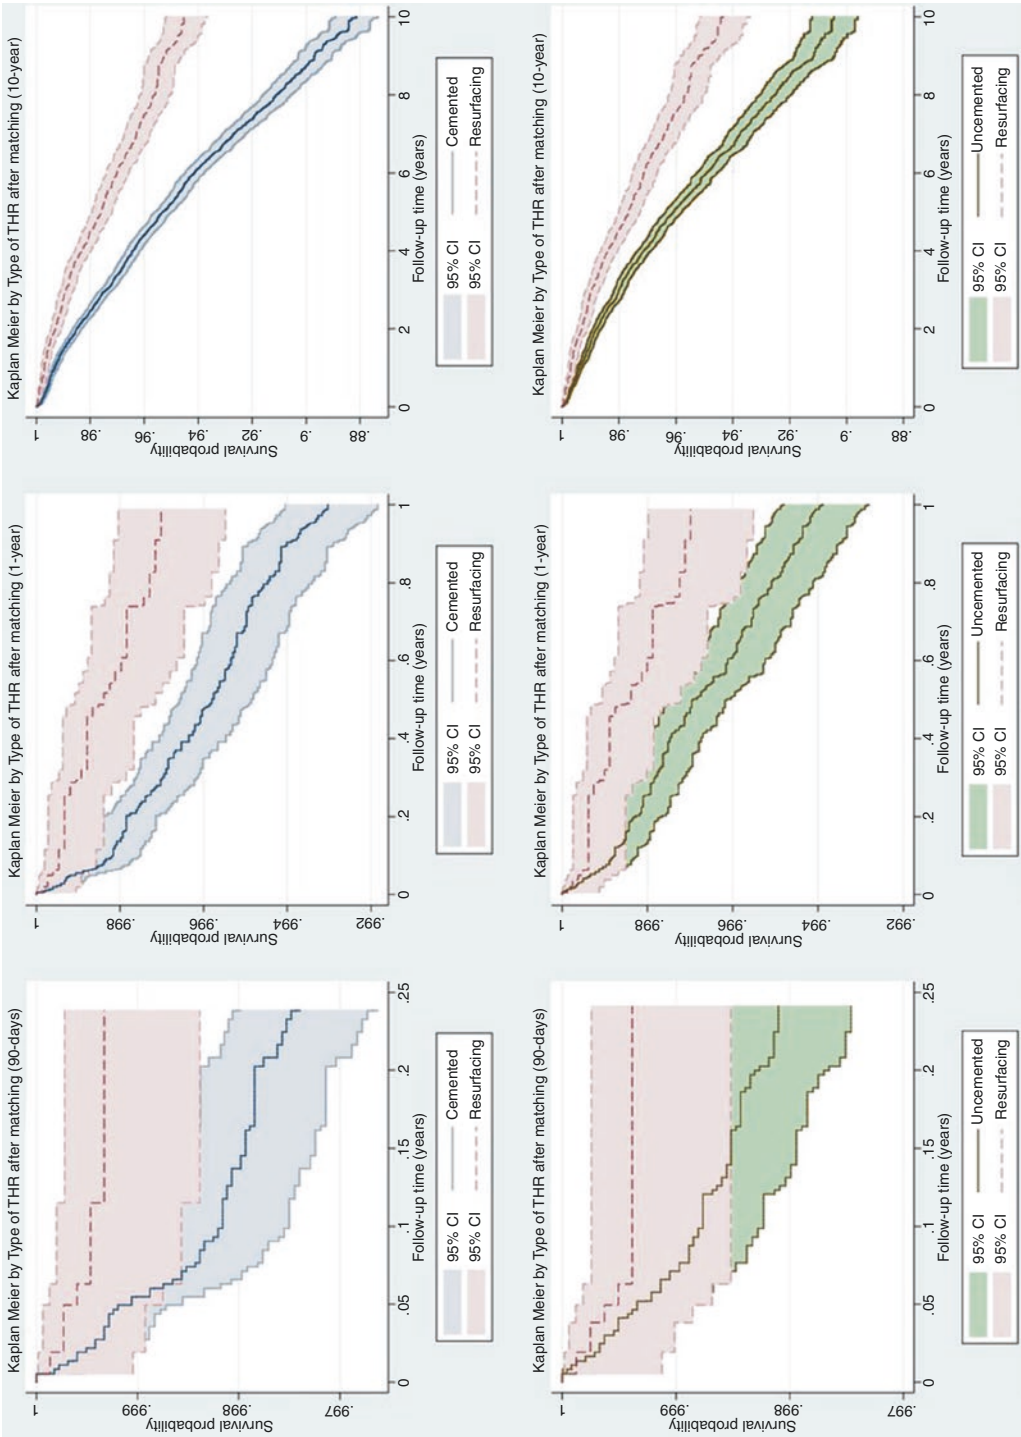 Kaplan Meier by Type of THR after matching (90-days)
Survival probability
1
.999
.998
.997
0
.05
.1
.15
.2
.25
Follow-up time (years)
95% CI
Cemented
95% CI
Resurfacing
Kaplan Meier by Type of THR after matching (1-year)
Survival probability
1
.998
.996
.994
.992
0
.2
.4
.6
.8
1
Follow-up time (years)
95% CI
Cemented
95% CI
Resurfacing
Kaplan Meier by Type of THR after matching (10-year)
Survival probability
1
.98
.96
.94
.92
.9
.88
0
2
4
6
8
10
Follow-up time (years)
95% CI
Cemented
95% CI
Resurfacing
Kaplan Meier by Type of THR after matching (90-days)
Survival probability
1
.999
.998
.997
0
.05
.1
.15
.2
.25
Follow-up time (years)
95% CI
Uncemented
95% CI
Resurfacing
Kaplan Meier by Type of THR after matching (1-year)
Survival probability
1
.998
.996
.994
.992
0
.2
.4
.6
.8
1
Follow-up time (years)
95% CI
Uncemented
95% CI
Resurfacing
Kaplan Meier by Type of THR after matching (10-year)
Survival probability
1
.98
.96
.94
.92
.9
.88
0
2
4
6
8
10
Follow-up time (years)
95% CI
Uncemented
95% CI
Resurfacing